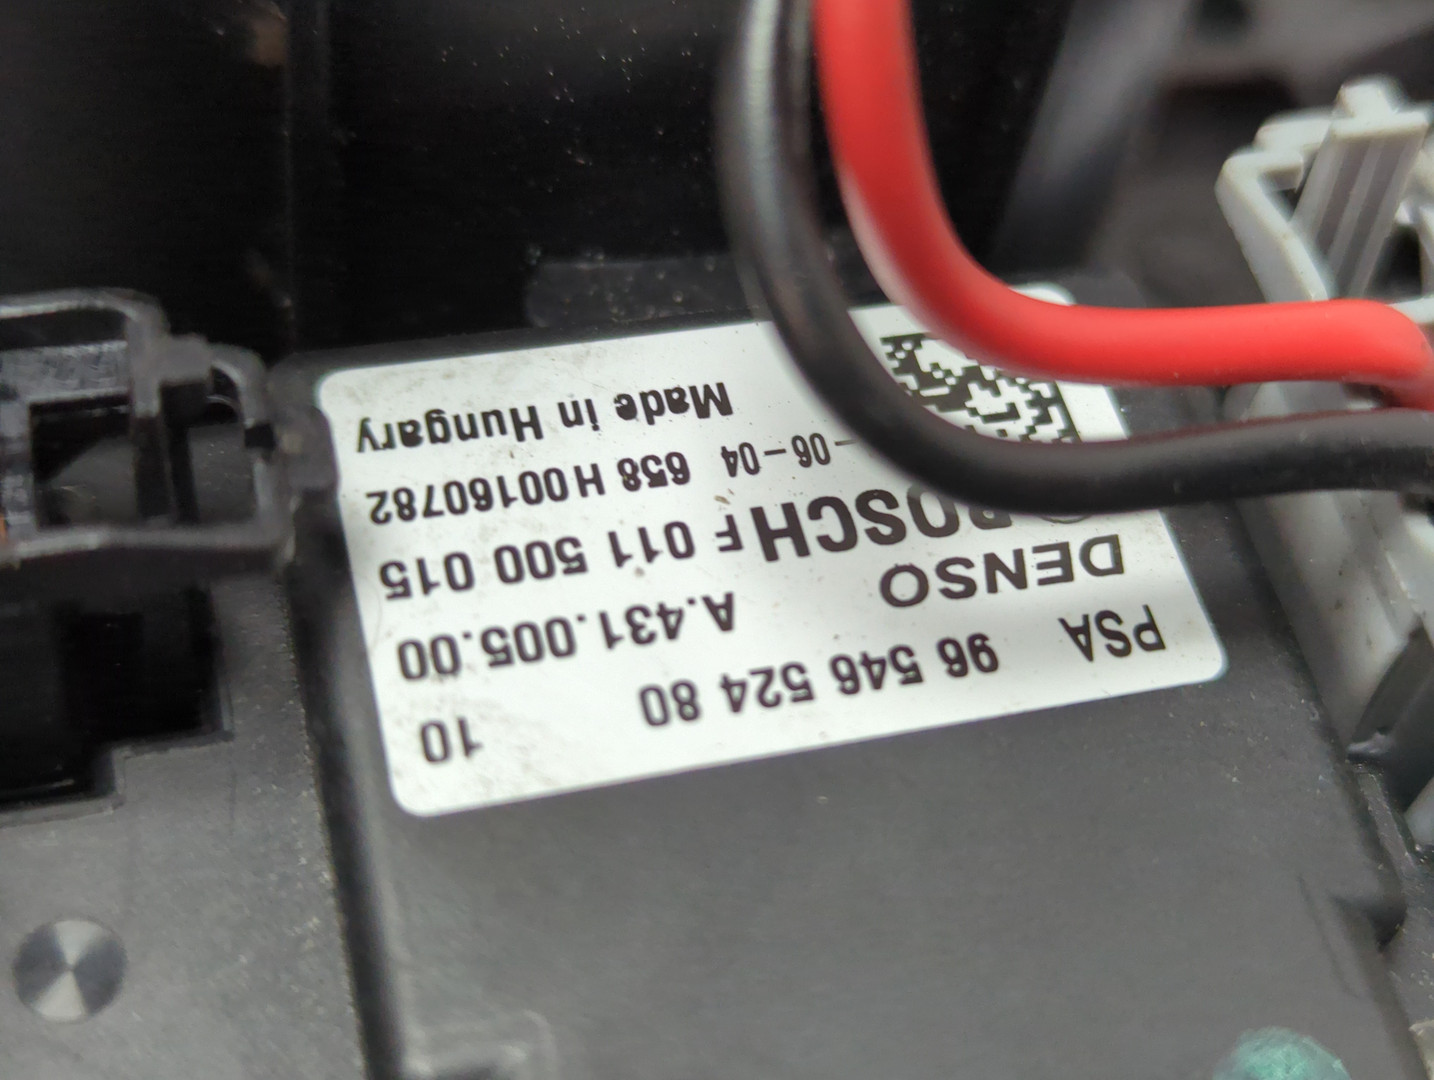 PSA 96 546 524 80 10
DENSO A.431.005.00
BOSCH F 011 500 015
-06-04 658 H 00160782
Made in Hungary